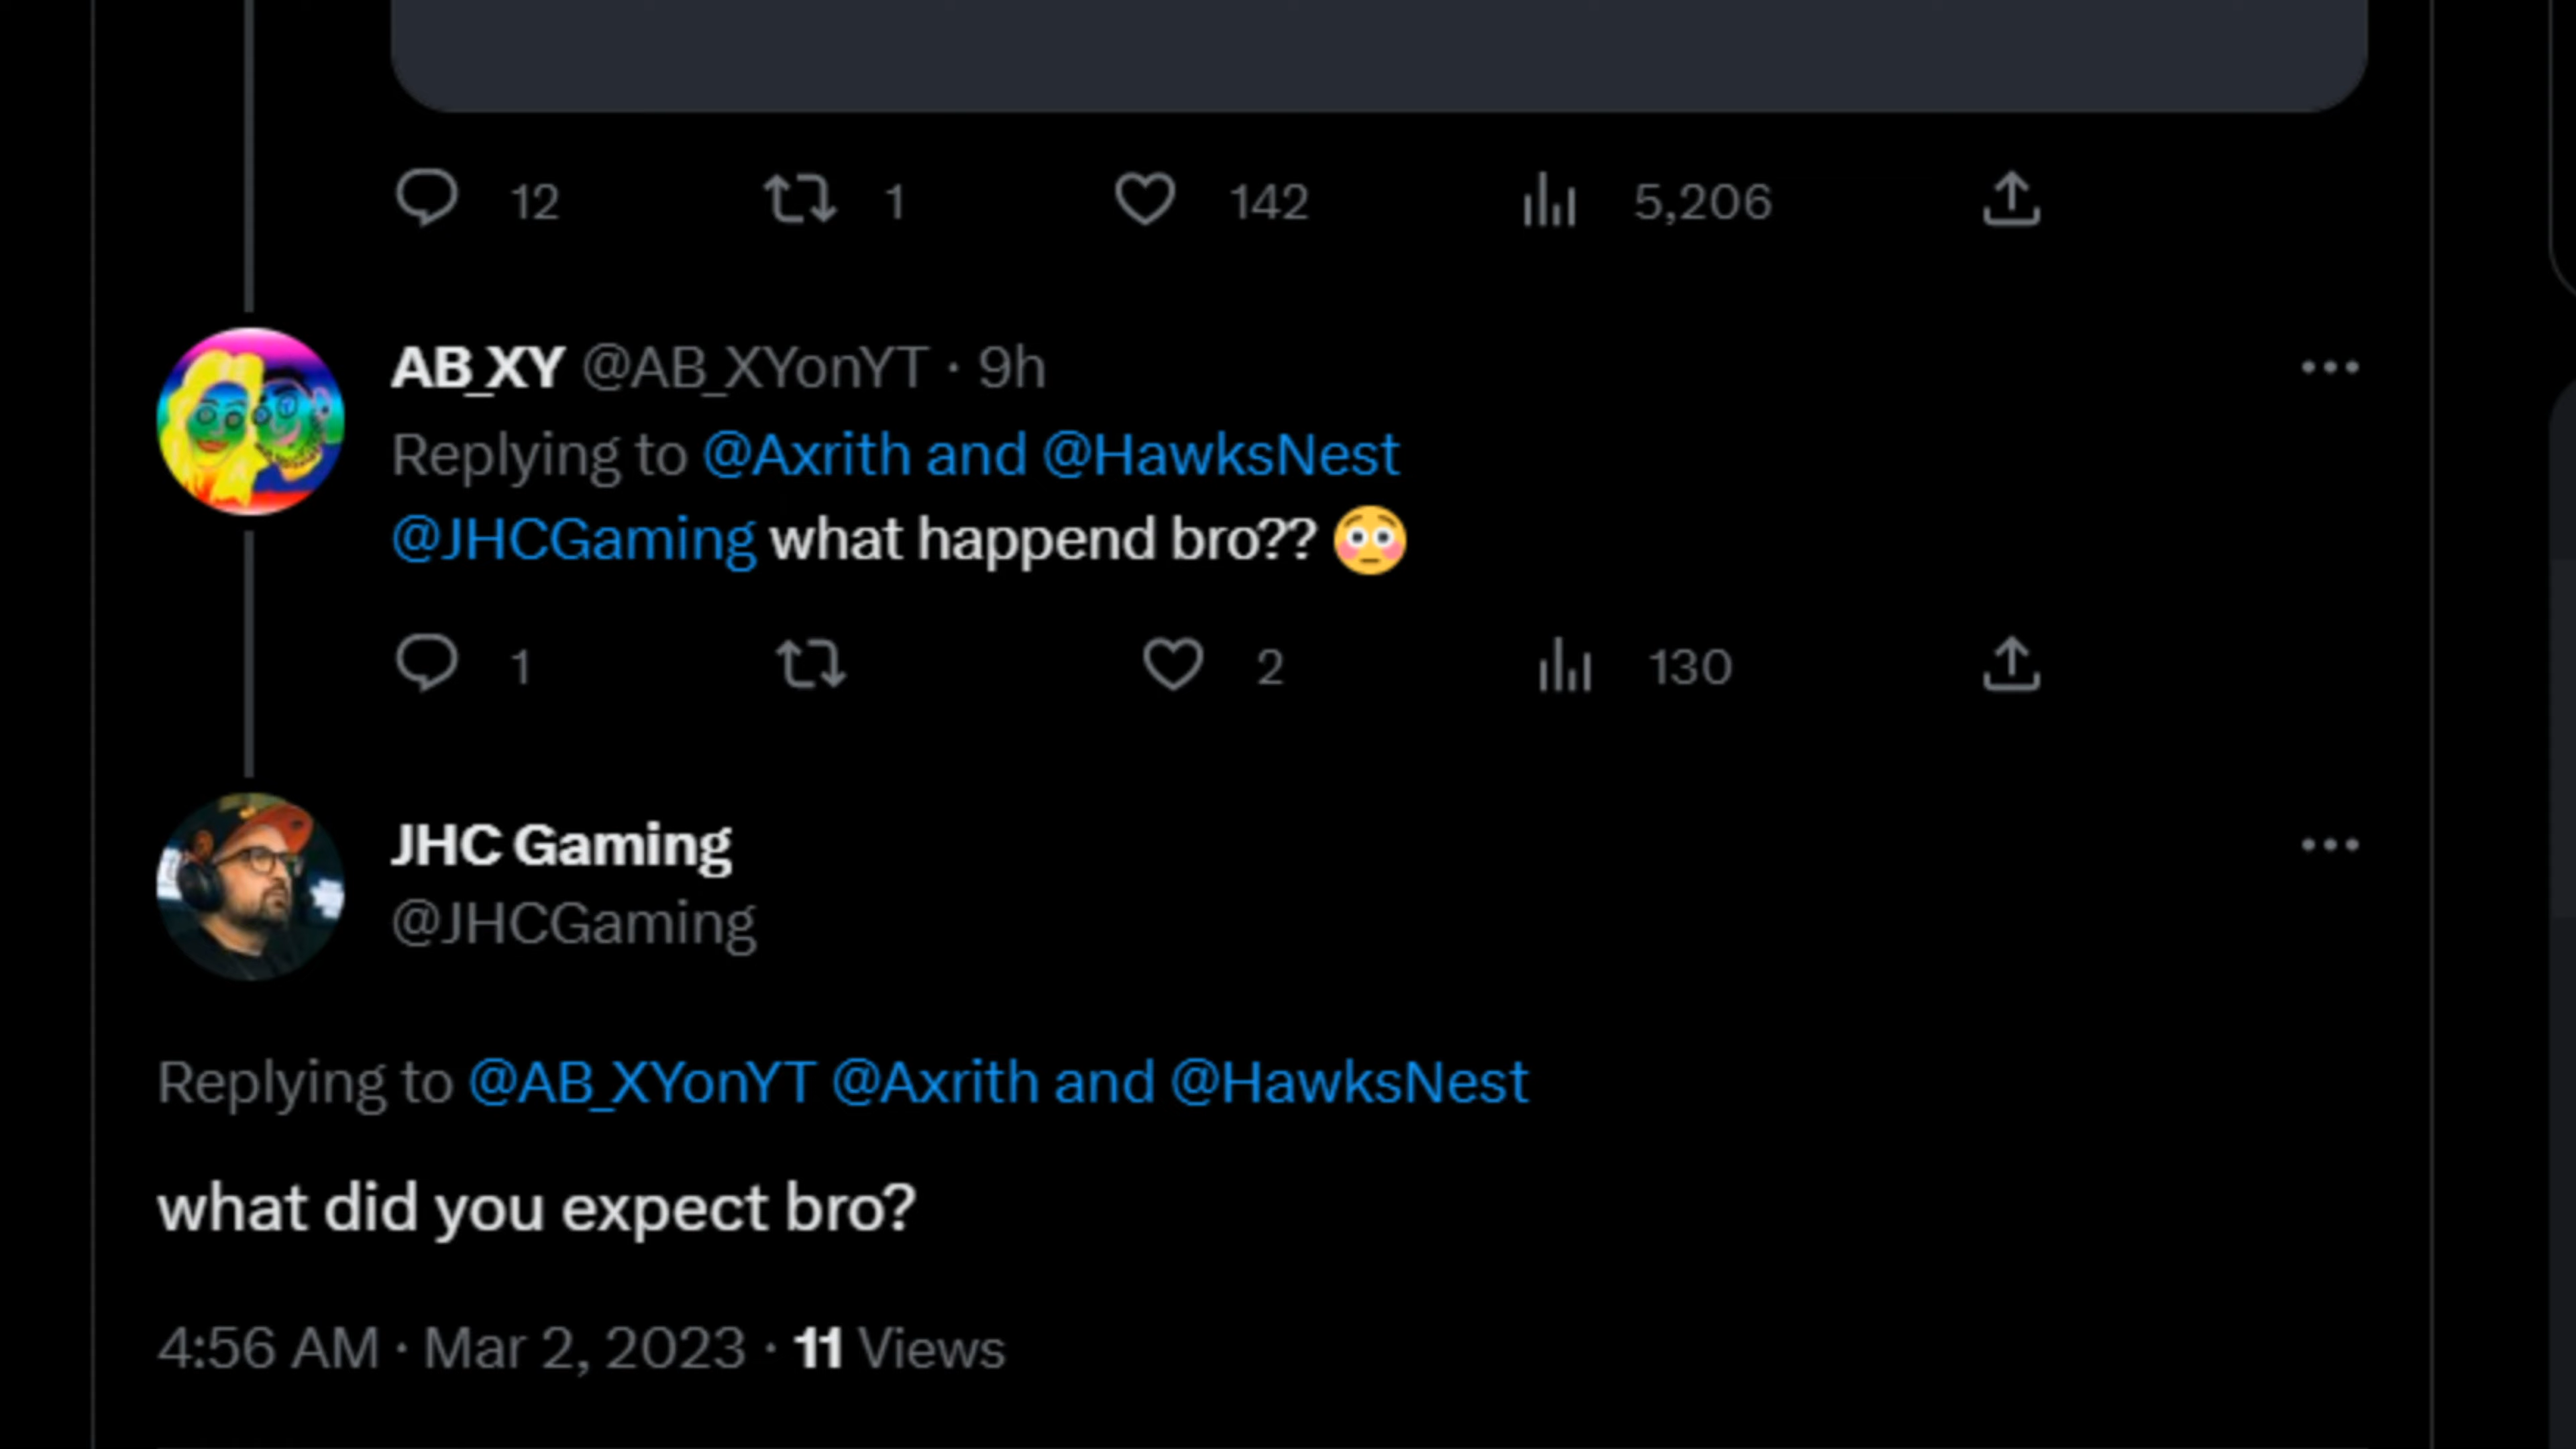 12 1 142 5,206
AB_XY @AB_XYonYT · 9h
Replying to @Axrith and @HawksNest
@JHCGaming what happend bro?? 😳
1 2 130
JHC Gaming
@JHCGaming
Replying to @AB_XYonYT @Axrith and @HawksNest
what did you expect bro?
4:56 AM · Mar 2, 2023 · 11 Views